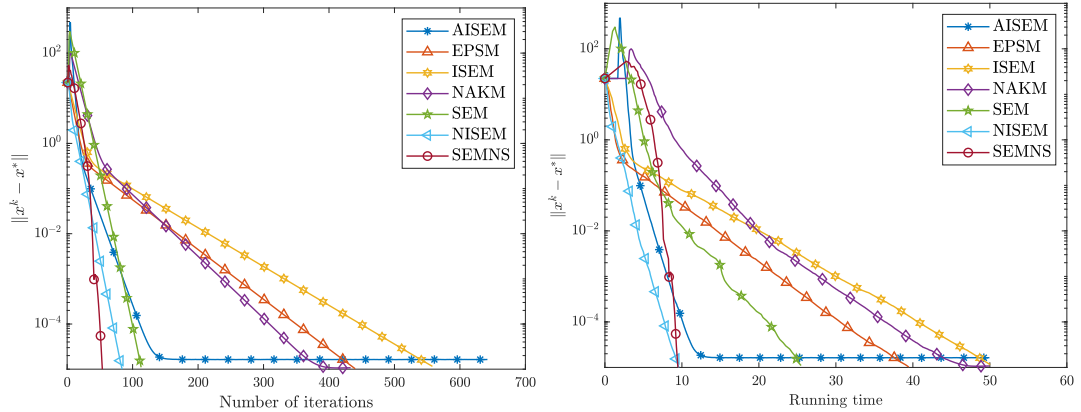 10^2
10^0
10^-2
10^-4
‖x^k − x^*‖
0 100 200 300 400 500 600 700
Number of iterations
AISEM
EPSM
ISEM
NAKM
SEM
NISEM
SEMNS
10^2
10^0
10^-2
10^-4
‖x^k − x^*‖
0 10 20 30 40 50 60
Running time
AISEM
EPSM
ISEM
NAKM
SEM
NISEM
SEMNS